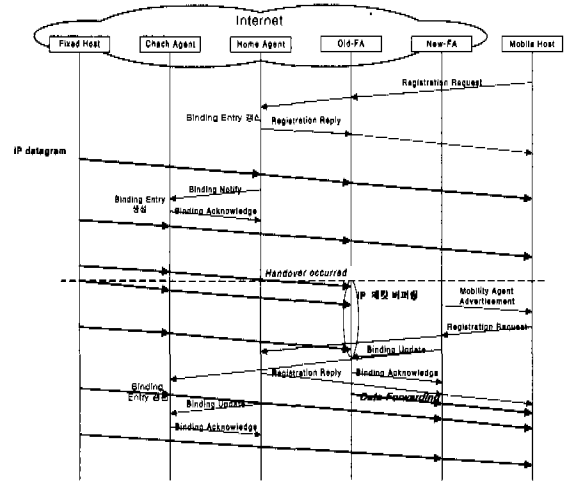 Internet
Fixed Host
Chach Agent
Home Agent
Old-FA
New-FA
Mobile Host
Registration Request
Binding Entry 갱신
Registration Reply
IP datagram
Binding Notify
Binding Entry
생성
Binding Acknowledge
Handover occurred
IP 패킷 버퍼링
Mobility Agent
Advertisement
Registration Request
Binding Update
Registration Reply
Binding Acknowledge
Binding
Entry 갱신
Data Forwarding
Binding Update
Binding Acknowledge